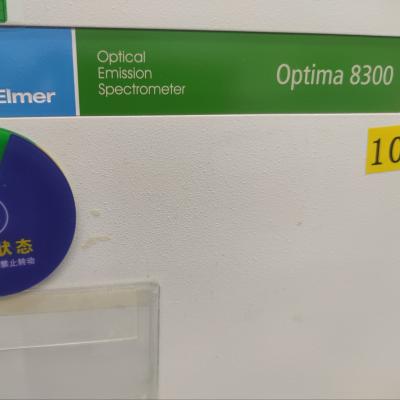 Elmer
Optical
Emission
Spectrometer
Optima 8300
10
状态
禁止转动